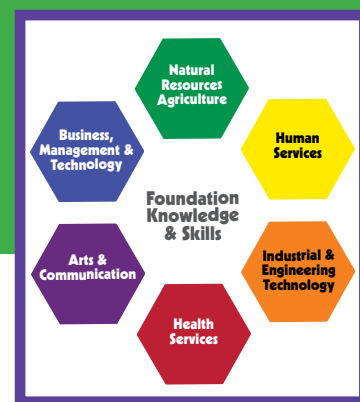 Natural
Resources
Agriculture
Business,
Management &
Technology
Human
Services
Foundation
Knowledge
& Skills
Arts &
Communication
Industrial &
Engineering
Technology
Health
Services